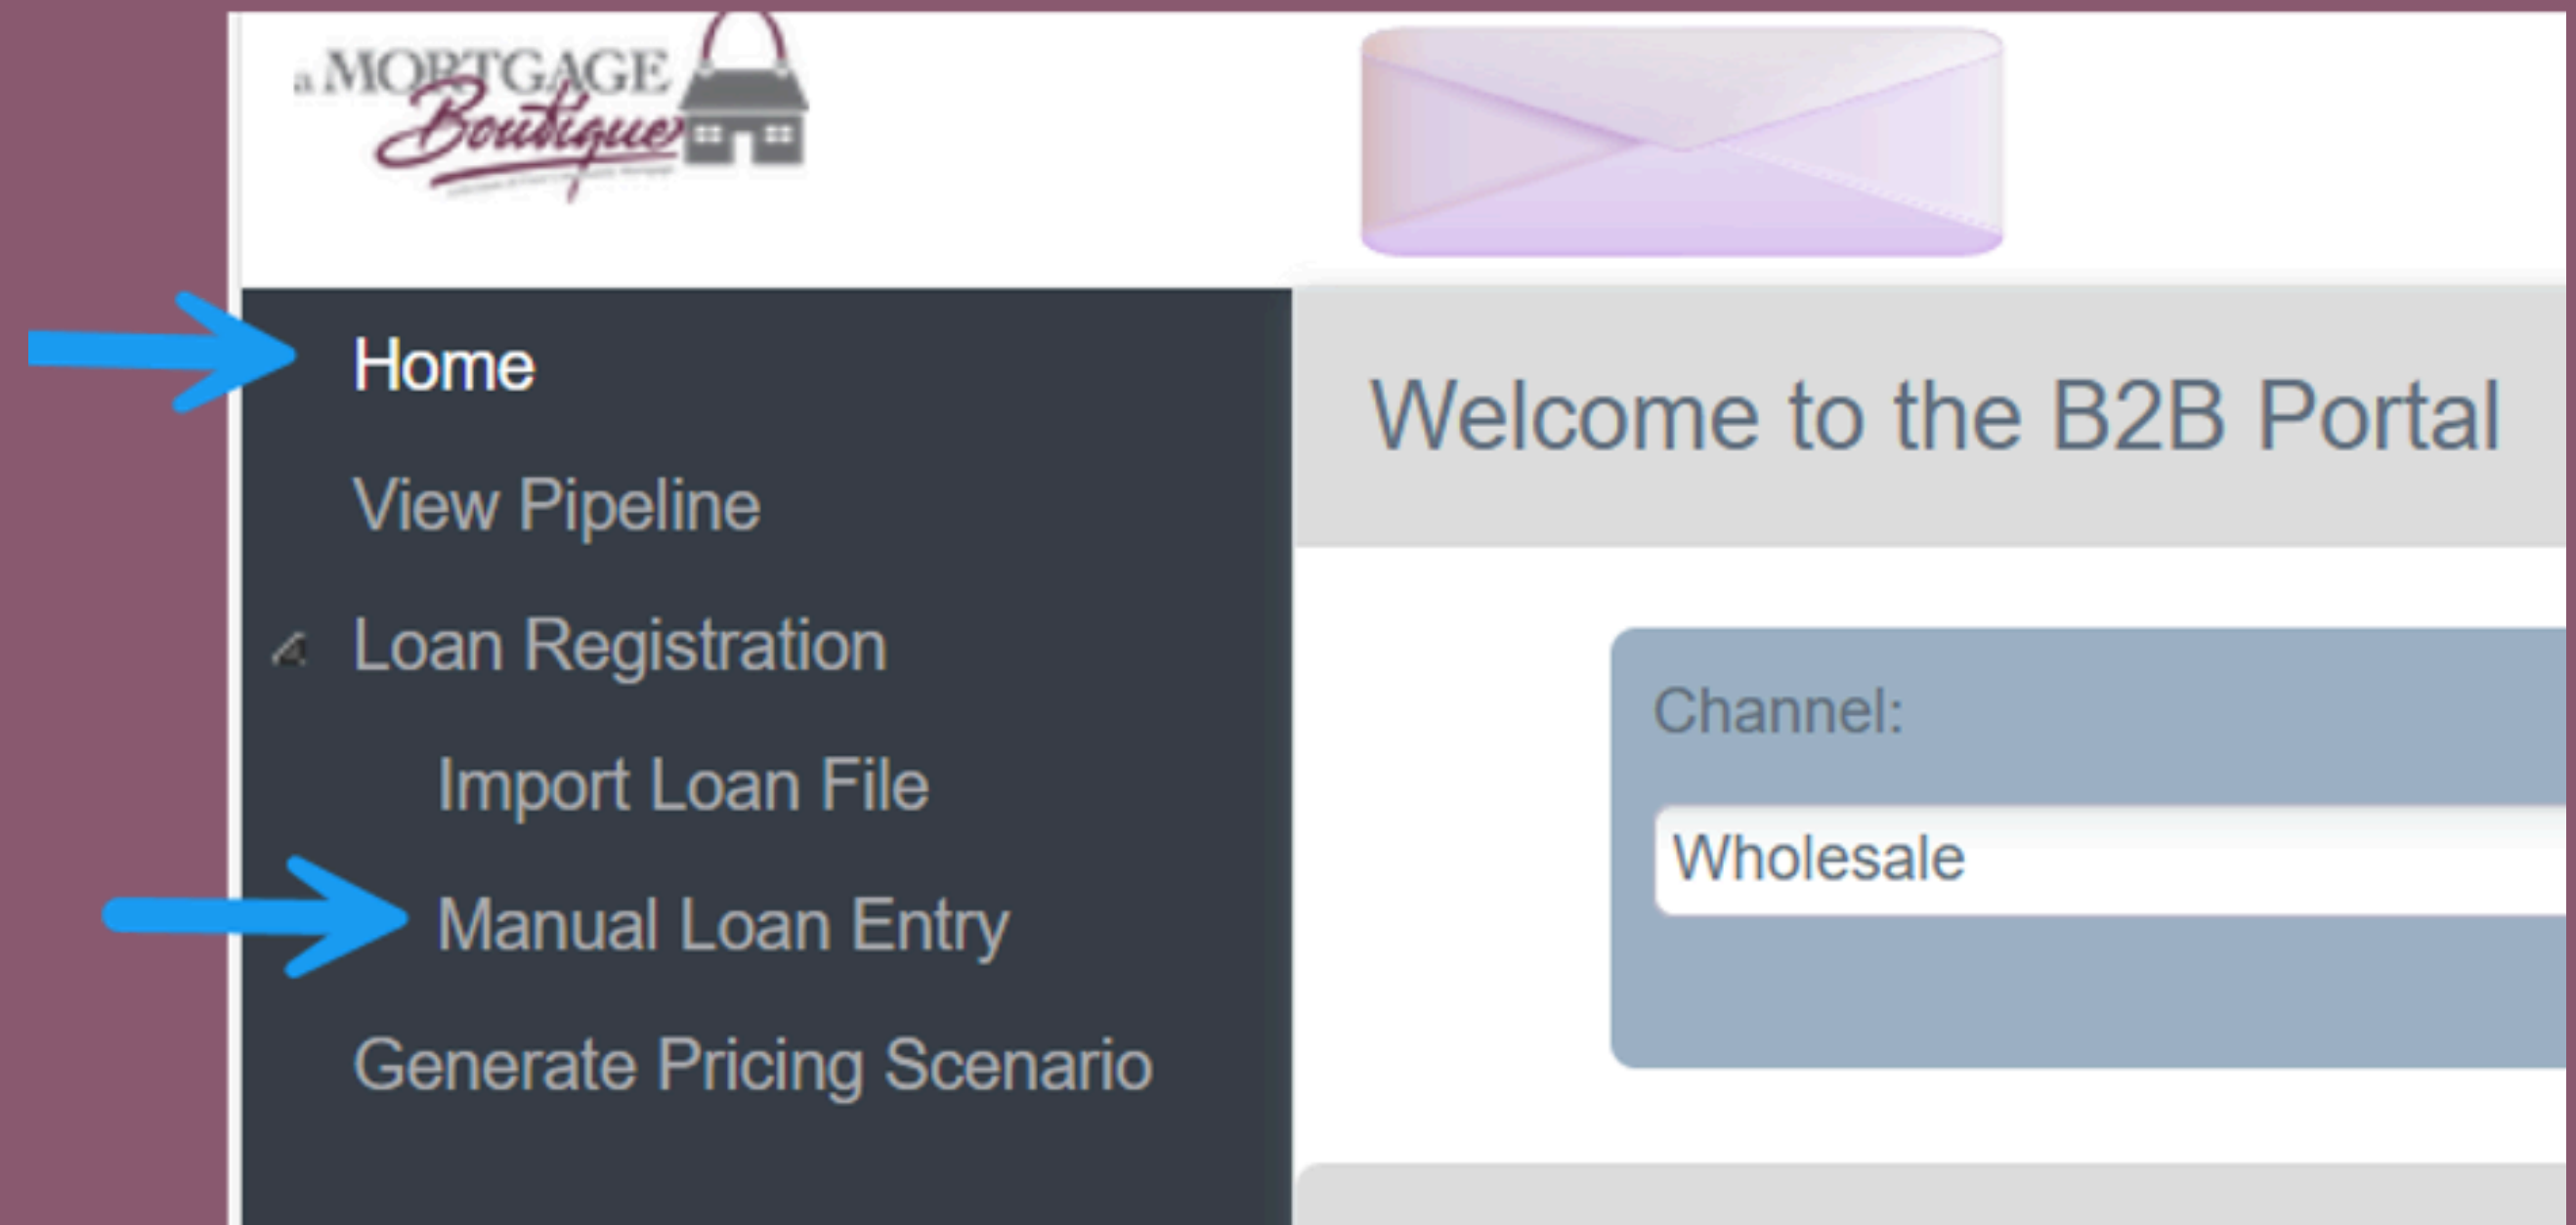 a MORTGAGE
Boutique
Home
View Pipeline
Loan Registration
Import Loan File
Manual Loan Entry
Generate Pricing Scenario
Welcome to the B2B Portal
Channel:
Wholesale